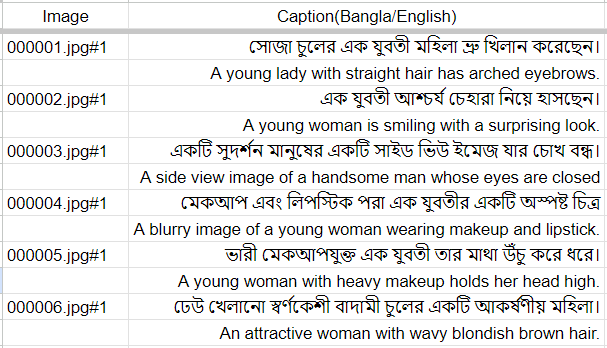 Image Caption(Bangla/English)
000001.jpg#1 সোজা চুলের এক যুবতী মহিলা ভ্রু খিলান করেছেন।
A young lady with straight hair has arched eyebrows.
000002.jpg#1 এক যুবতী আশ্চর্য চেহারা নিয়ে হাসছেন।
A young woman is smiling with a surprising look.
000003.jpg#1 একটি সুদর্শন মানুষের একটি সাইড ভিউ ইমেজ যার চোখ বন্ধ।
A side view image of a handsome man whose eyes are closed
000004.jpg#1 মেকআপ এবং লিপস্টিক পরা এক যুবতীর একটি অস্পষ্ট চিত্র
A blurry image of a young woman wearing makeup and lipstick.
000005.jpg#1 ভারী মেকআপযুক্ত এক যুবতী তার মাথা উঁচু করে ধরে।
A young woman with heavy makeup holds her head high.
000006.jpg#1 ঢেউ খেলানো স্বর্ণকেশী বাদামী চুলের একটি আকর্ষণীয় মহিলা।
An attractive woman with wavy blondish brown hair.